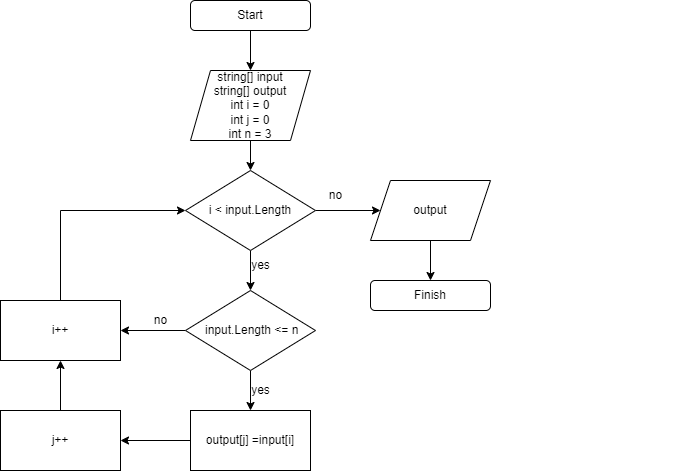 Start
string[] input
string[] output
int i = 0
int j = 0
int n = 3
i < input.Length
no
output
yes
Finish
input.Length <= n
no
i++
yes
output[j] =input[i]
j++